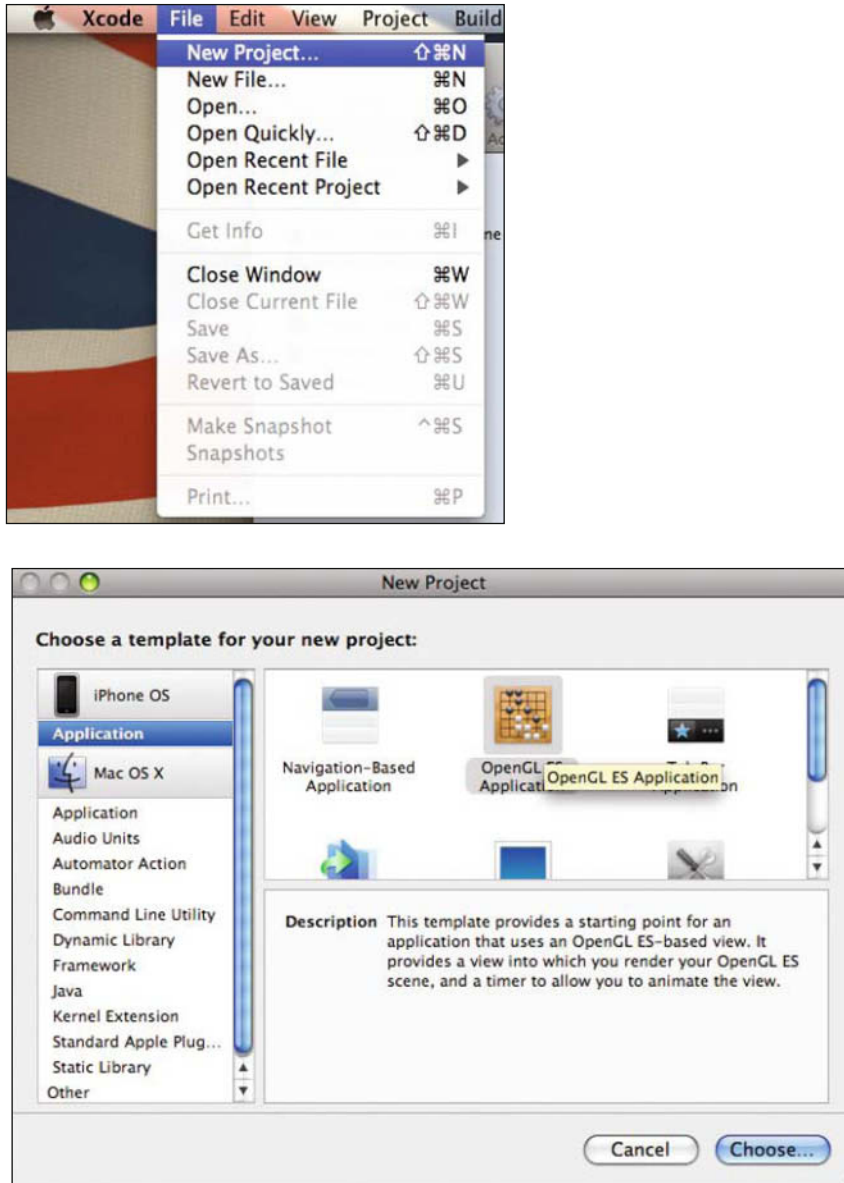 Xcode File Edit View Project Build
New Project... ⇧⌘N
New File... ⌘N
Open... ⌘O
Open Quickly... ⇧⌘D
Open Recent File ▶
Open Recent Project ▶
Get Info ⌘I
Close Window ⌘W
Close Current File ⇧⌘W
Save ⌘S
Save As... ⇧⌘S
Revert to Saved ⌘U
Make Snapshot ^⌘S
Snapshots
Print... ⌘P
New Project
Choose a template for your new project:
iPhone OS
Application
Mac OS X
Application
Audio Units
Automator Action
Bundle
Command Line Utility
Dynamic Library
Framework
Java
Kernel Extension
Standard Apple Plug...
Static Library
Other
Navigation-Based
Application
OpenGL
OpenGL ES Application
Description This template provides a starting point for an
application that uses an OpenGL ES-based view. It
provides a view into which you render your OpenGL ES
scene, and a timer to allow you to animate the view.
Cancel Choose...